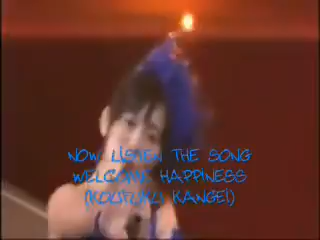 NOW LiSTEN THE SONG
WELCOME HAPPiNESS
(KOUFUKU KANGEi)